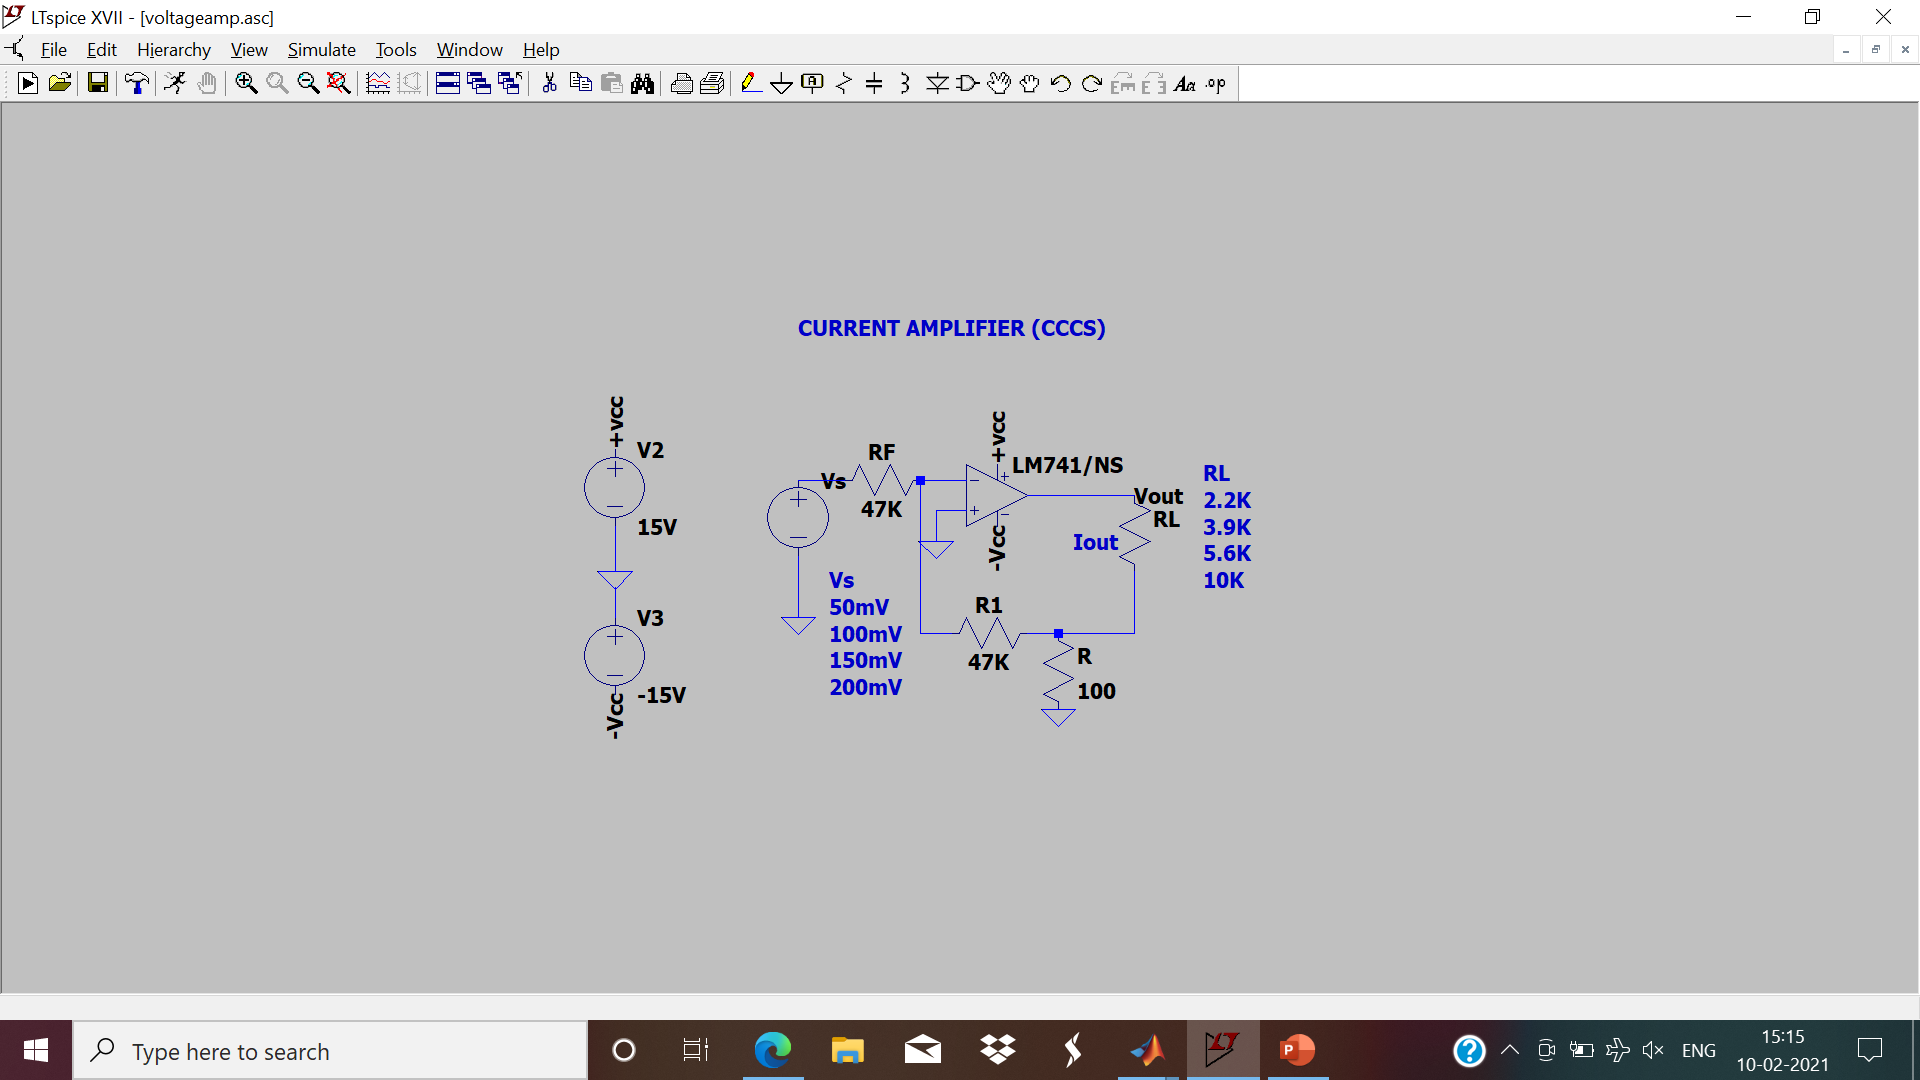 LTspice XVII - [voltageamp.asc]
File Edit Hierarchy View Simulate Tools Window Help
CURRENT AMPLIFIER (CCCS)
+vcc
V2
15V
V3
-15V
-Vcc
Vs
RF
47K
+vcc
LM741/NS
-Vcc
Vout
RL
Iout
RL
2.2K
3.9K
5.6K
10K
Vs
50mV
100mV
150mV
200mV
R1
47K
R
100
Type here to search
ENG
15:15
10-02-2021